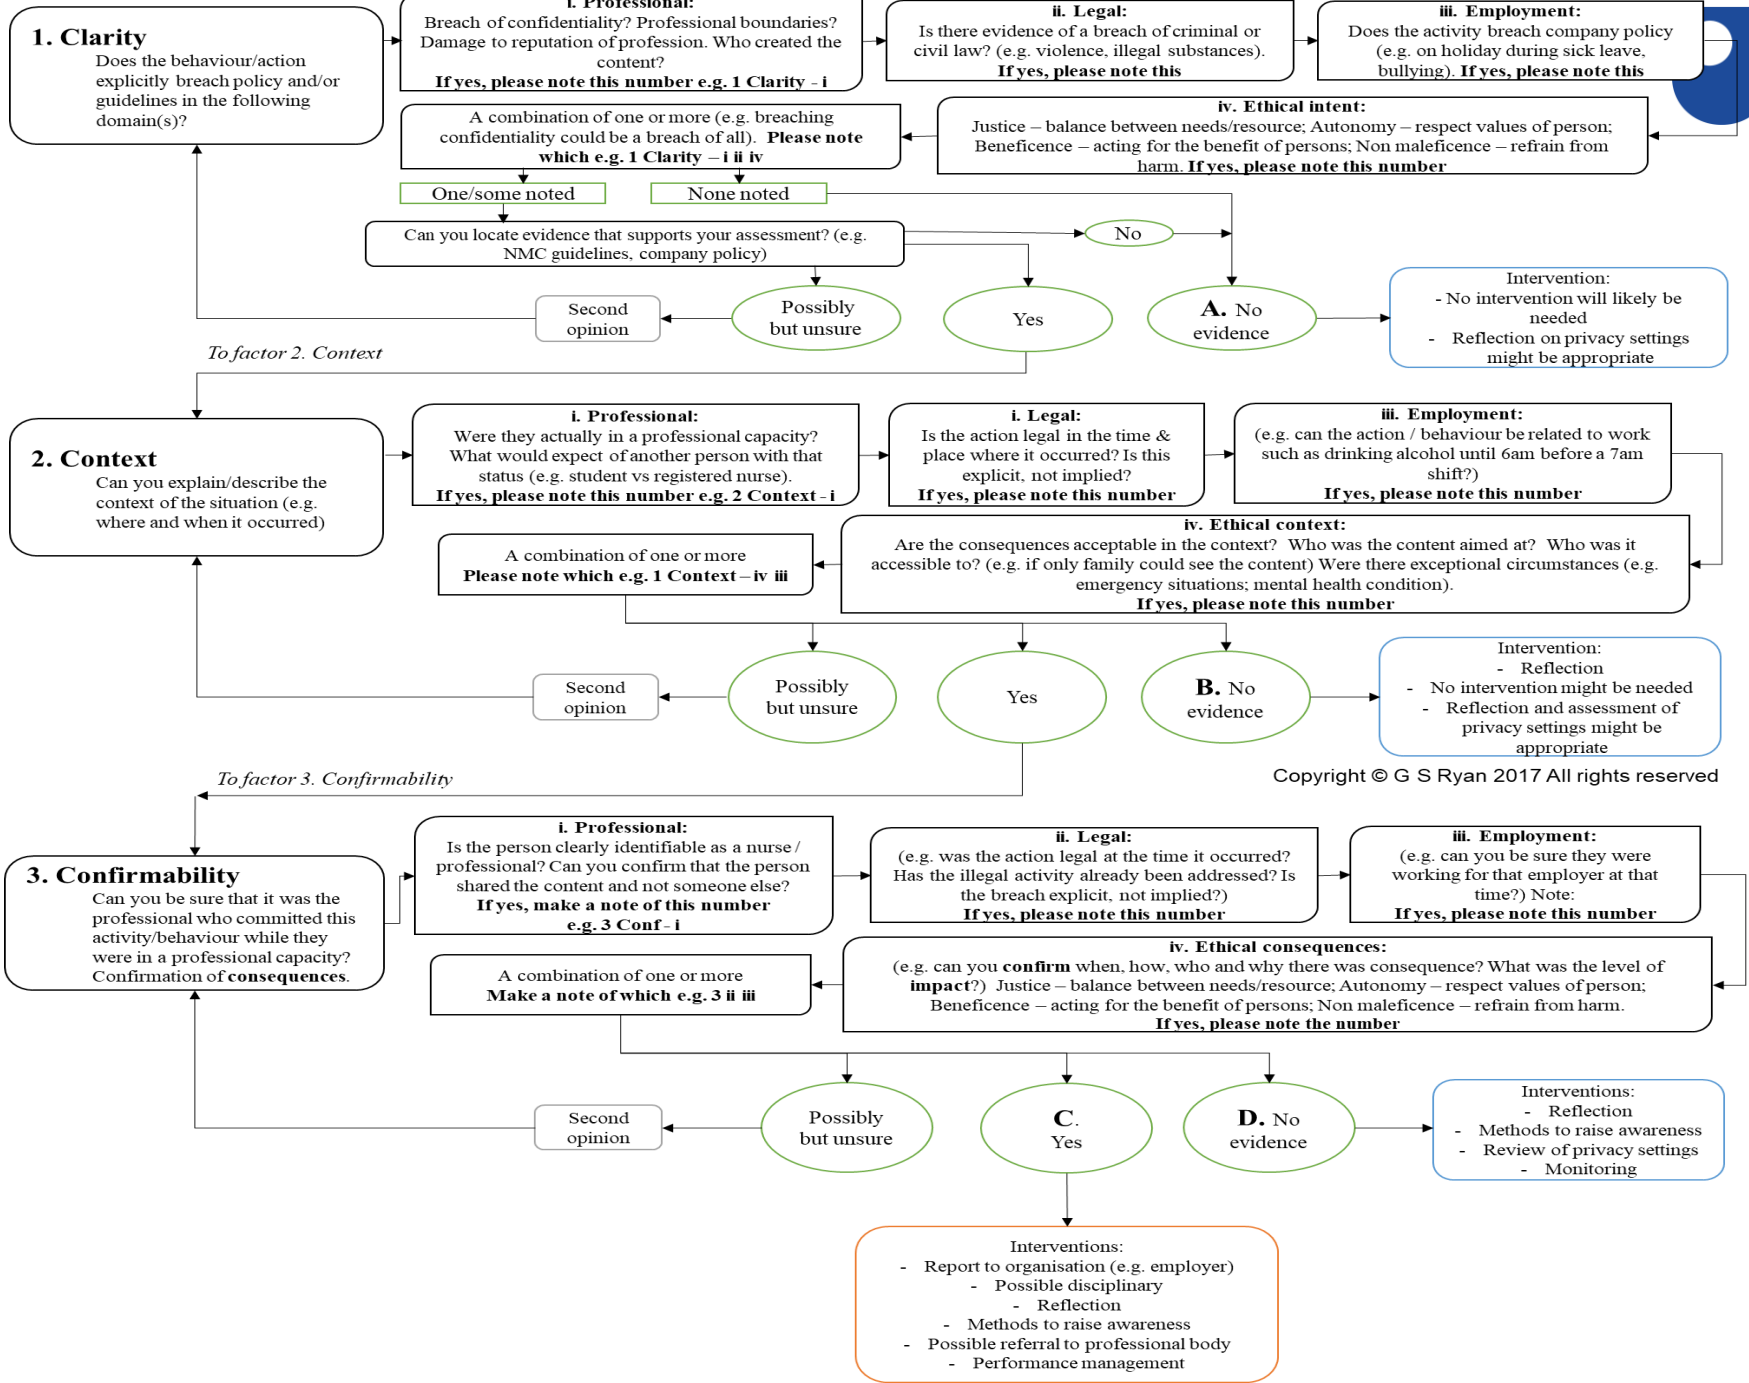 i. Professional:
Breach of confidentiality? Professional boundaries?
Damage to reputation of profession. Who created the
content?
If yes, please note this number e.g. 1 Clarity - i
ii. Legal:
Is there evidence of a breach of criminal or
civil law? (e.g. violence, illegal substances).
If yes, please note this
iii. Employment:
Does the activity breach company policy
(e.g. on holiday during sick leave,
bullying). If yes, please note this
1. Clarity
Does the behaviour/action
explicitly breach policy and/or
guidelines in the following
domain(s)?
iv. Ethical intent:
Justice – balance between needs/resource; Autonomy – respect values of person;
Beneficence – acting for the benefit of persons; Non maleficence – refrain from
harm. If yes, please note this number
A combination of one or more (e.g. breaching
confidentiality could be a breach of all). Please note
which e.g. 1 Clarity – i ii iv
One/some noted
None noted
Can you locate evidence that supports your assessment? (e.g.
NMC guidelines, company policy)
No
Second
opinion
Possibly
but unsure
Yes
A. No
evidence
Intervention:
- No intervention will likely be
needed
- Reflection on privacy settings
might be appropriate
To factor 2. Context
2. Context
Can you explain/describe the
context of the situation (e.g.
where and when it occurred)
i. Professional:
Were they actually in a professional capacity?
What would expect of another person with that
status (e.g. student vs registered nurse).
If yes, please note this number e.g. 2 Context - i
i. Legal:
Is the action legal in the time &
place where it occurred? Is this
explicit, not implied?
If yes, please note this number
iii. Employment:
(e.g. can the action / behaviour be related to work
such as drinking alcohol until 6am before a 7am
shift?)
If yes, please note this number
iv. Ethical context:
Are the consequences acceptable in the context? Who was the content aimed at? Who was it
accessible to? (e.g. if only family could see the content) Were there exceptional circumstances (e.g.
emergency situations; mental health condition).
If yes, please note this number
A combination of one or more
Please note which e.g. 1 Context – iv iii
Second
opinion
Possibly
but unsure
Yes
B. No
evidence
Intervention:
- Reflection
- No intervention might be needed
- Reflection and assessment of
privacy settings might be
appropriate
To factor 3. Confirmability
Copyright © G S Ryan 2017 All rights reserved
3. Confirmability
Can you be sure that it was the
professional who committed this
activity/behaviour while they
were in a professional capacity?
Confirmation of consequences.
i. Professional:
Is the person clearly identifiable as a nurse /
professional? Can you confirm that the person
shared the content and not someone else?
If yes, make a note of this number
e.g. 3 Conf - i
ii. Legal:
(e.g. was the action legal at the time it occurred?
Has the illegal activity already been addressed? Is
the breach explicit, not implied?)
If yes, please note this number
iii. Employment:
(e.g. can you be sure they were
working for that employer at that
time?) Note:
If yes, please note this number
iv. Ethical consequences:
(e.g. can you confirm when, how, who and why there was consequence? What was the level of
impact?) Justice – balance between needs/resource; Autonomy – respect values of person;
Beneficence – acting for the benefit of persons; Non maleficence – refrain from harm.
If yes, please note the number
A combination of one or more
Make a note of which e.g. 3 ii iii
Second
opinion
Possibly
but unsure
C.
Yes
D. No
evidence
Interventions:
- Reflection
- Methods to raise awareness
- Review of privacy settings
- Monitoring
Interventions:
- Report to organisation (e.g. employer)
- Possible disciplinary
- Reflection
- Methods to raise awareness
- Possible referral to professional body
- Performance management